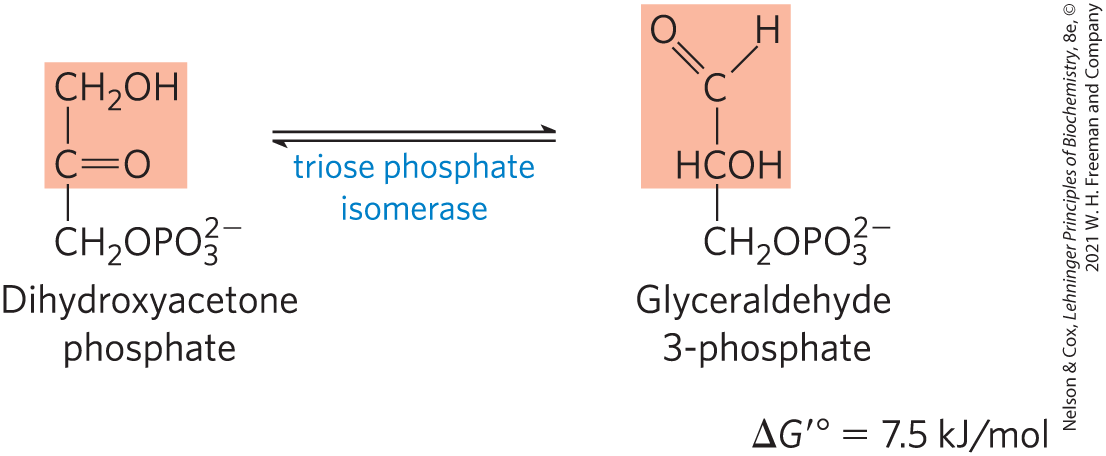 CH₂OH
C=O
CH₂OPO₃²⁻
Dihydroxyacetone
phosphate
triose phosphate
isomerase
O H
C
HCOH
CH₂OPO₃²⁻
Glyceraldehyde
3-phosphate
ΔG′° = 7.5 kJ/mol
Nelson & Cox, Lehninger Principles of Biochemistry, 8e, ©
2021 W. H. Freeman and Company